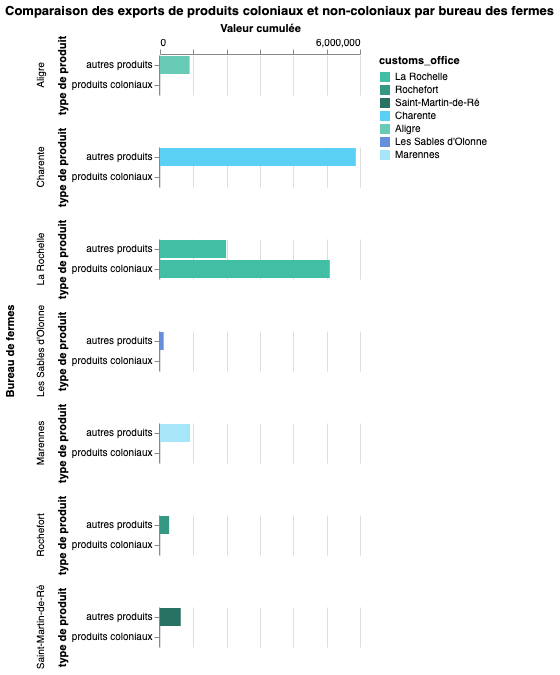 Comparaison des exports de produits coloniaux et non-coloniaux par bureau des fermes
Valeur cumulée
0 6,000,000
customs_office
La Rochelle
Rochefort
Saint-Martin-de-Ré
Charente
Aligre
Les Sables d'Olonne
Marennes
Bureau de fermes
Aligre
type de produit
autres produits
produits coloniaux
Charente
type de produit
autres produits
produits coloniaux
La Rochelle
type de produit
autres produits
produits coloniaux
Les Sables d'Olonne
type de produit
autres produits
produits coloniaux
Marennes
type de produit
autres produits
produits coloniaux
Rochefort
type de produit
autres produits
produits coloniaux
Saint-Martin-de-Ré
type de produit
autres produits
produits coloniaux